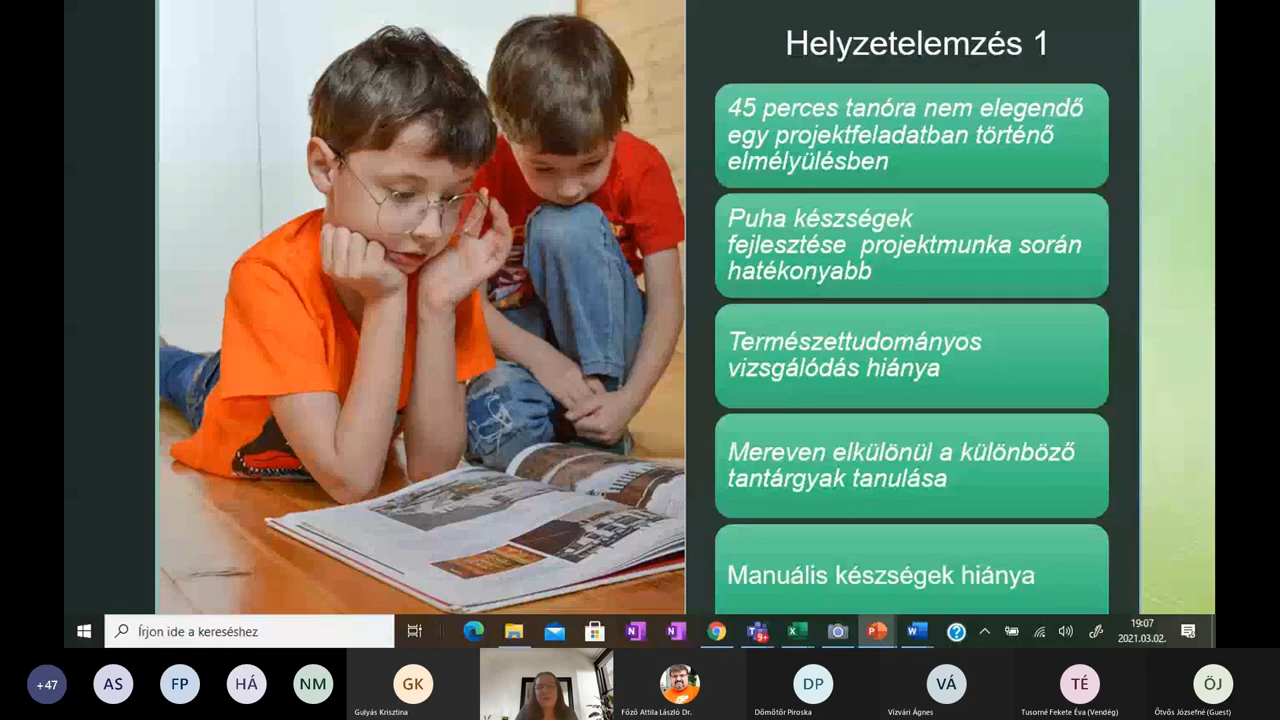 Helyzetelemzés 1
45 perces tanóra nem elegendő
egy projektfeladatban történő
elmélyülésben
Puha készségek
fejlesztése projektmunka során
hatékonyabb
Természettudományos
vizsgálódás hiánya
Mereven elkülönül a különböző
tantárgyak tanulása
Manuális készségek hiánya
Írjon ide a kereséshez
9+
19:07
2021.03.02.
+47
AS
FP
HÁ
NM
GK
DP
VÁ
TÉ
ÖJ
Gulyás Krisztina
Főző Attila László Dr.
Dömötör Piroska
Vízvári Ágnes
Tusorné Fekete Éva (Vendég)
Ötvös Józsefné (Guest)